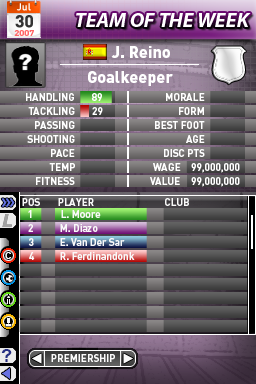 Jul
30
2007
TEAM OF THE WEEK
?
J. Reino
Goalkeeper
HANDLING 89 MORALE
TACKLING 29 FORM
PASSING BEST FOOT
SHOOTING AGE
PACE DISC PTS
TEMP WAGE 99,000,000
FITNESS VALUE 99,000,000
POS PLAYER CLUB
1 L. Moore
2 M. Diazo
3 E. Van Der Sar
4 R. Ferdinandonk
L
C
?
PREMIERSHIP